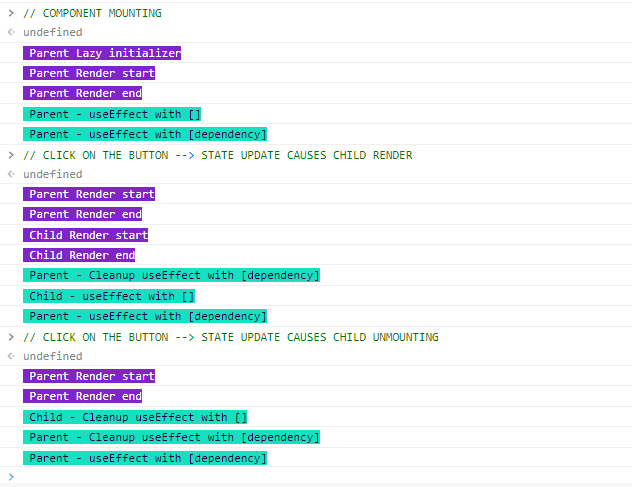 // COMPONENT MOUNTING
undefined
Parent Lazy initializer
Parent Render start
Parent Render end
Parent - useEffect with []
Parent - useEffect with [dependency]
// CLICK ON THE BUTTON --> STATE UPDATE CAUSES CHILD RENDER
undefined
Parent Render start
Parent Render end
Child Render start
Child Render end
Parent - Cleanup useEffect with [dependency]
Child - useEffect with []
Parent - useEffect with [dependency]
// CLICK ON THE BUTTON --> STATE UPDATE CAUSES CHILD UNMOUNTING
undefined
Parent Render start
Parent Render end
Child - Cleanup useEffect with []
Parent - Cleanup useEffect with [dependency]
Parent - useEffect with [dependency]